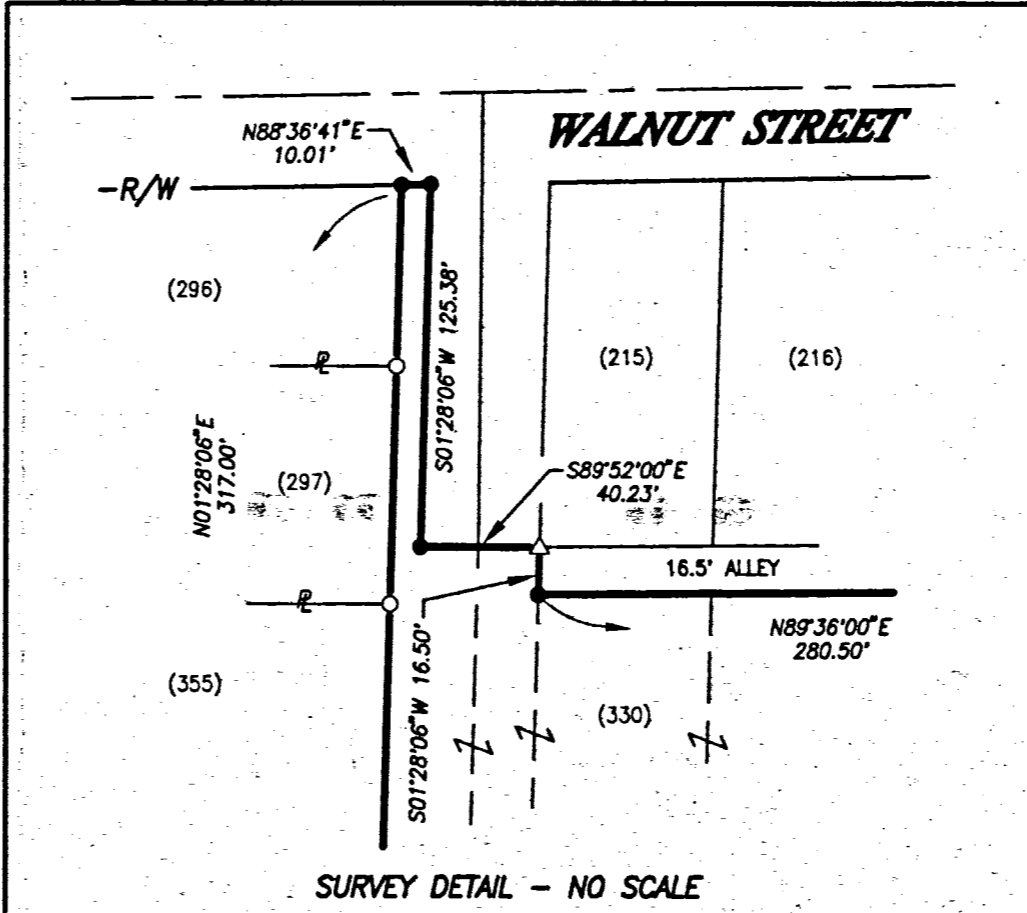 WALNUT STREET
N88°36'41"E
10.01'
-R/W
(296)
S01°28'06"W 125.38'
(215)
(216)
PL
N01°28'06"E
317.00'
(297)
S89°52'00"E
40.23'
16.5' ALLEY
PL
S01°28'06"W 16.50'
N89°36'00"E
280.50'
(355)
(330)
SURVEY DETAIL - NO SCALE